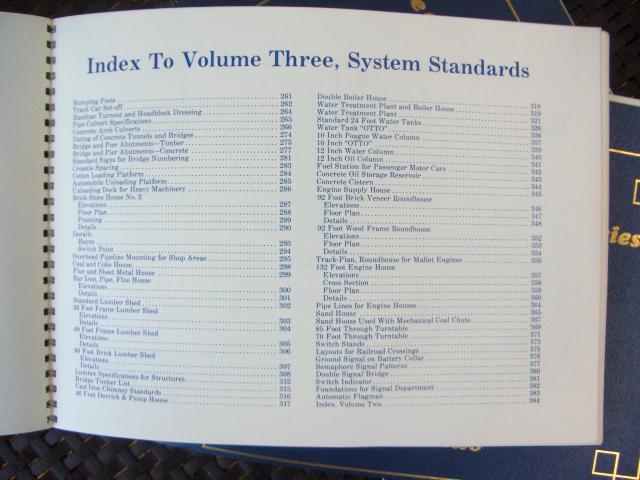 Index To Volume Three, System Standards
Bumping Posts 261
Track Car Set-off 262
Handcar Turnout and Headblock Dressing 264
Pipe Culvert Specifications 265
Concrete Arch Culverts 266
Dating of Concrete Tunnels and Bridges 274
Bridge and Pier Abutments—Timber 275
Bridge and Pier Abutments—Concrete 277
Standard Signs for Bridge Numbering 281
Crosstie Spacing 283
Cotton Loading Platform 284
Automobile Unloading Platform 285
Unloading Dock for Heavy Machinery 286
Brick Store House No. 2
Elevations 287
Floor Plan 288
Framing 289
Details 290
Derails
Hayes 293
Switch Point 294
Overhead Pipeline Mounting for Shop Areas 295
Coal and Coke House 298
Flue and Sheet Metal House 299
Bar Iron, Pipe, Flue House
Elevations 300
Details 301
Standard Lumber Shed 302
26 Foot Frame Lumber Shed
Elevations 303
Details 304
40 Foot Frame Lumber Shed
Elevations 305
Details 306
80 Foot Brick Lumber Shed
Elevations 307
Details 308
Lumber Specifications for Structures 312
Bridge Timber List 315
Cast Iron Chimney Standards 316
46 Foot Derrick & Pump House 317
Double Boiler House 318
Water Treatment Plant and Boiler House 319
Water Treatment Plant 321
Standard 24 Foot Water Tanks 326
Water Tank "OTTO" 336
10 Inch Poague Water Column 337
10 Inch "OTTO" 339
12 Inch Water Column 340
12 Inch Oil Column 341
Fuel Station for Passenger Motor Cars 342
Concrete Oil Storage Reservoir 343
Concrete Cistern 344
Engine Supply House 345
92 Foot Brick Veneer Roundhouse
Elevations 346
Floor Plan 347
Details 348
92 Foot Wood Frame Roundhouse
Elevations 352
Floor Plan 353
Details 354
Track-Plan, Roundhouse for Mallet Engines 356
132 Foot Engine House
Elevations 357
Cross Section 358
Floor Plan 359
Details 360
Pipe Lines for Engine Houses 364
Sand House 365
Sand House Used With Mechanical Coal Chute 367
85 Foot Through Turntable 369
70 Foot Through Turntable 371
Switch Stands 373
Layouts for Railroad Crossings 375
Ground Signal on Battery Cellar 376
Semaphore Signal Patterns 377
Double Signal Bridge 380
Switch Indicator 381
Foundations for Signal Department 382
Automatic Flagman 383
Index, Volume Two 384